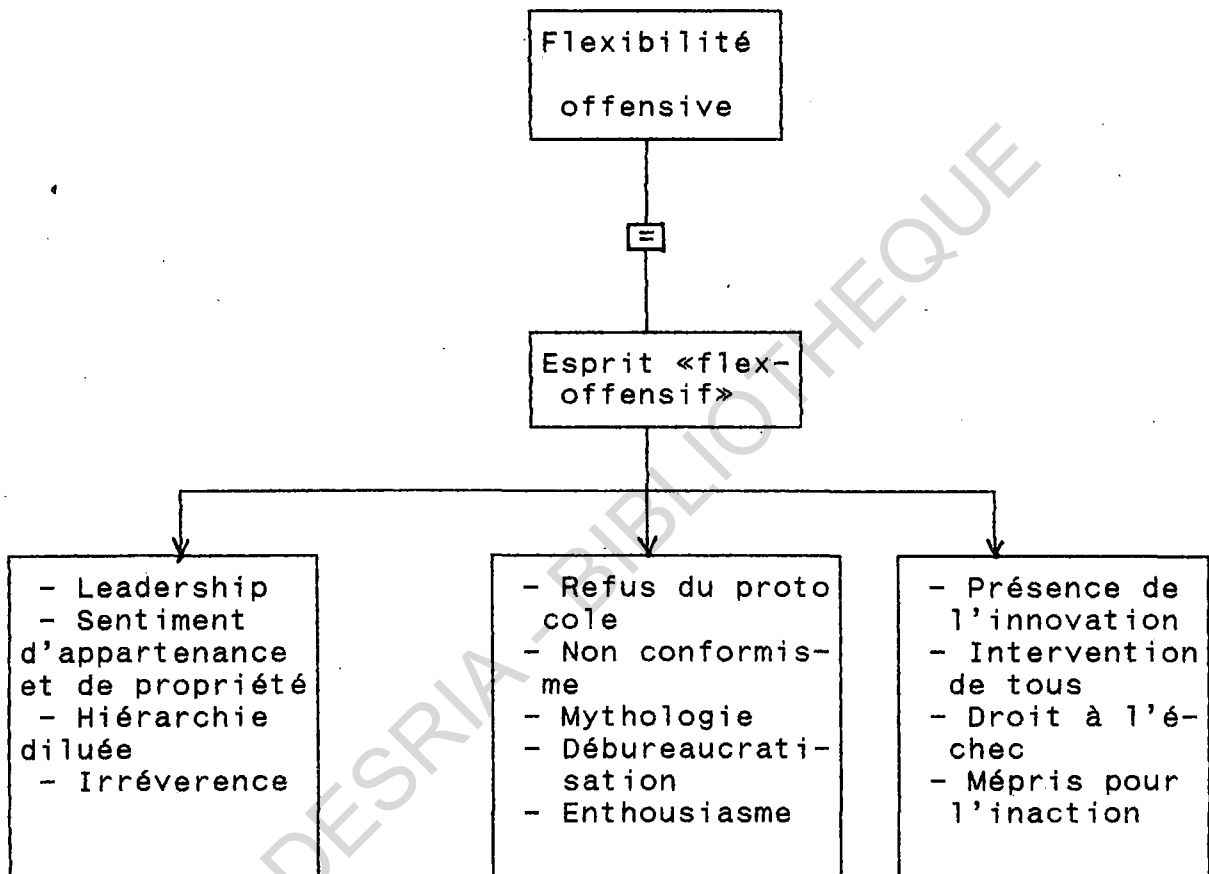 Flexibilité
offensive
=
Esprit «flex-
offensif»
- Leadership
- Sentiment
d'appartenance
et de propriété
- Hiérarchie
diluée
- Irréverence
- Refus du proto
cole
- Non conformis-
me
- Mythologie
- Débureaucrati-
sation
- Enthousiasme
- Présence de
l'innovation
- Intervention
de tous
- Droit à l'é-
chec
- Mépris pour
l'inaction
DESRIA - BIBLIOTHEQUE